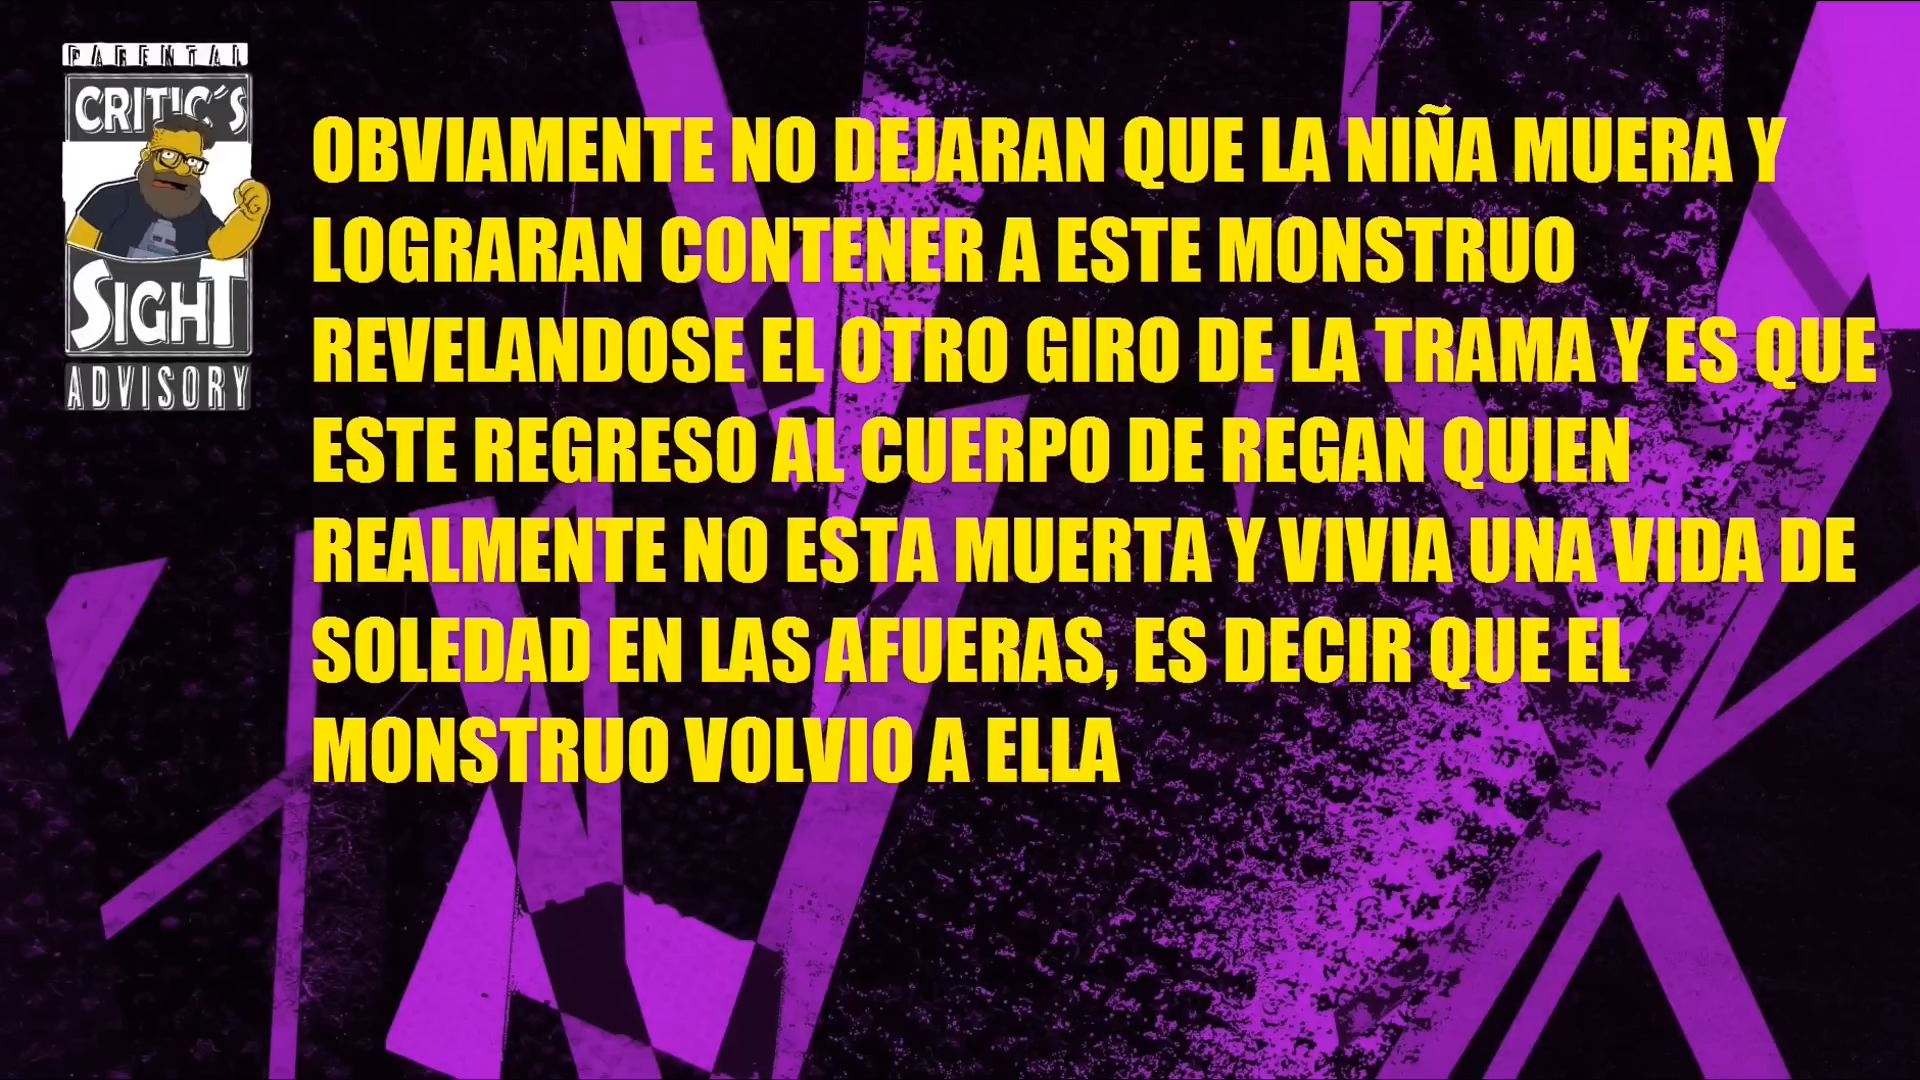 PARENTAL
CRITIC´S
SIGHT
ADVISORY
OBVIAMENTE NO DEJARAN QUE LA NIÑA MUERA Y
LOGRARAN CONTENER A ESTE MONSTRUO
REVELANDOSE EL OTRO GIRO DE LA TRAMA Y ES QUE
ESTE REGRESO AL CUERPO DE REGAN QUIEN
REALMENTE NO ESTA MUERTA Y VIVIA UNA VIDA DE
SOLEDAD EN LAS AFUERAS, ES DECIR QUE EL
MONSTRUO VOLVIO A ELLA